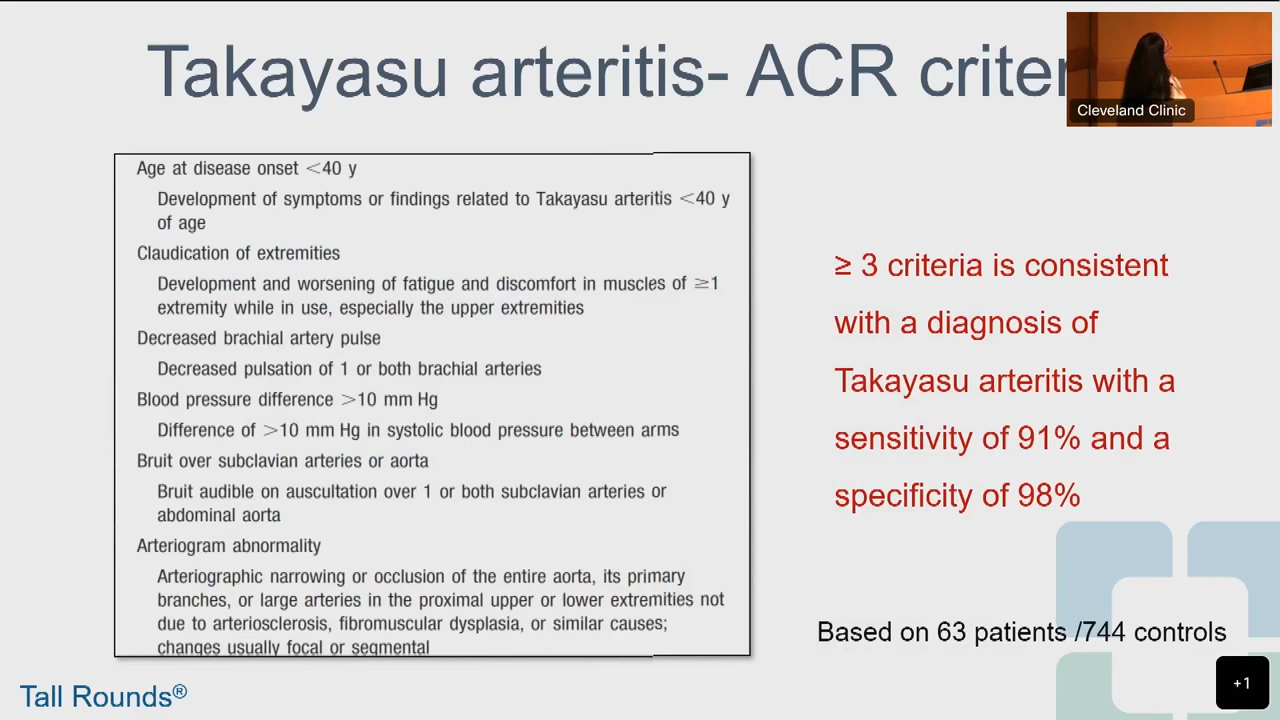 Takayasu arteritis- ACR criter
Cleveland Clinic
Age at disease onset <40 y
Development of symptoms or findings related to Takayasu arteritis <40 y
of age
Claudication of extremities
Development and worsening of fatigue and discomfort in muscles of ≥1
extremity while in use, especially the upper extremities
Decreased brachial artery pulse
Decreased pulsation of 1 or both brachial arteries
Blood pressure difference >10 mm Hg
Difference of >10 mm Hg in systolic blood pressure between arms
Bruit over subclavian arteries or aorta
Bruit audible on auscultation over 1 or both subclavian arteries or
abdominal aorta
Arteriogram abnormality
Arteriographic narrowing or occlusion of the entire aorta, its primary
branches, or large arteries in the proximal upper or lower extremities not
due to arteriosclerosis, fibromuscular dysplasia, or similar causes;
changes usually focal or segmental
≥ 3 criteria is consistent
with a diagnosis of
Takayasu arteritis with a
sensitivity of 91% and a
specificity of 98%
Based on 63 patients /744 controls
Tall Rounds®
+1